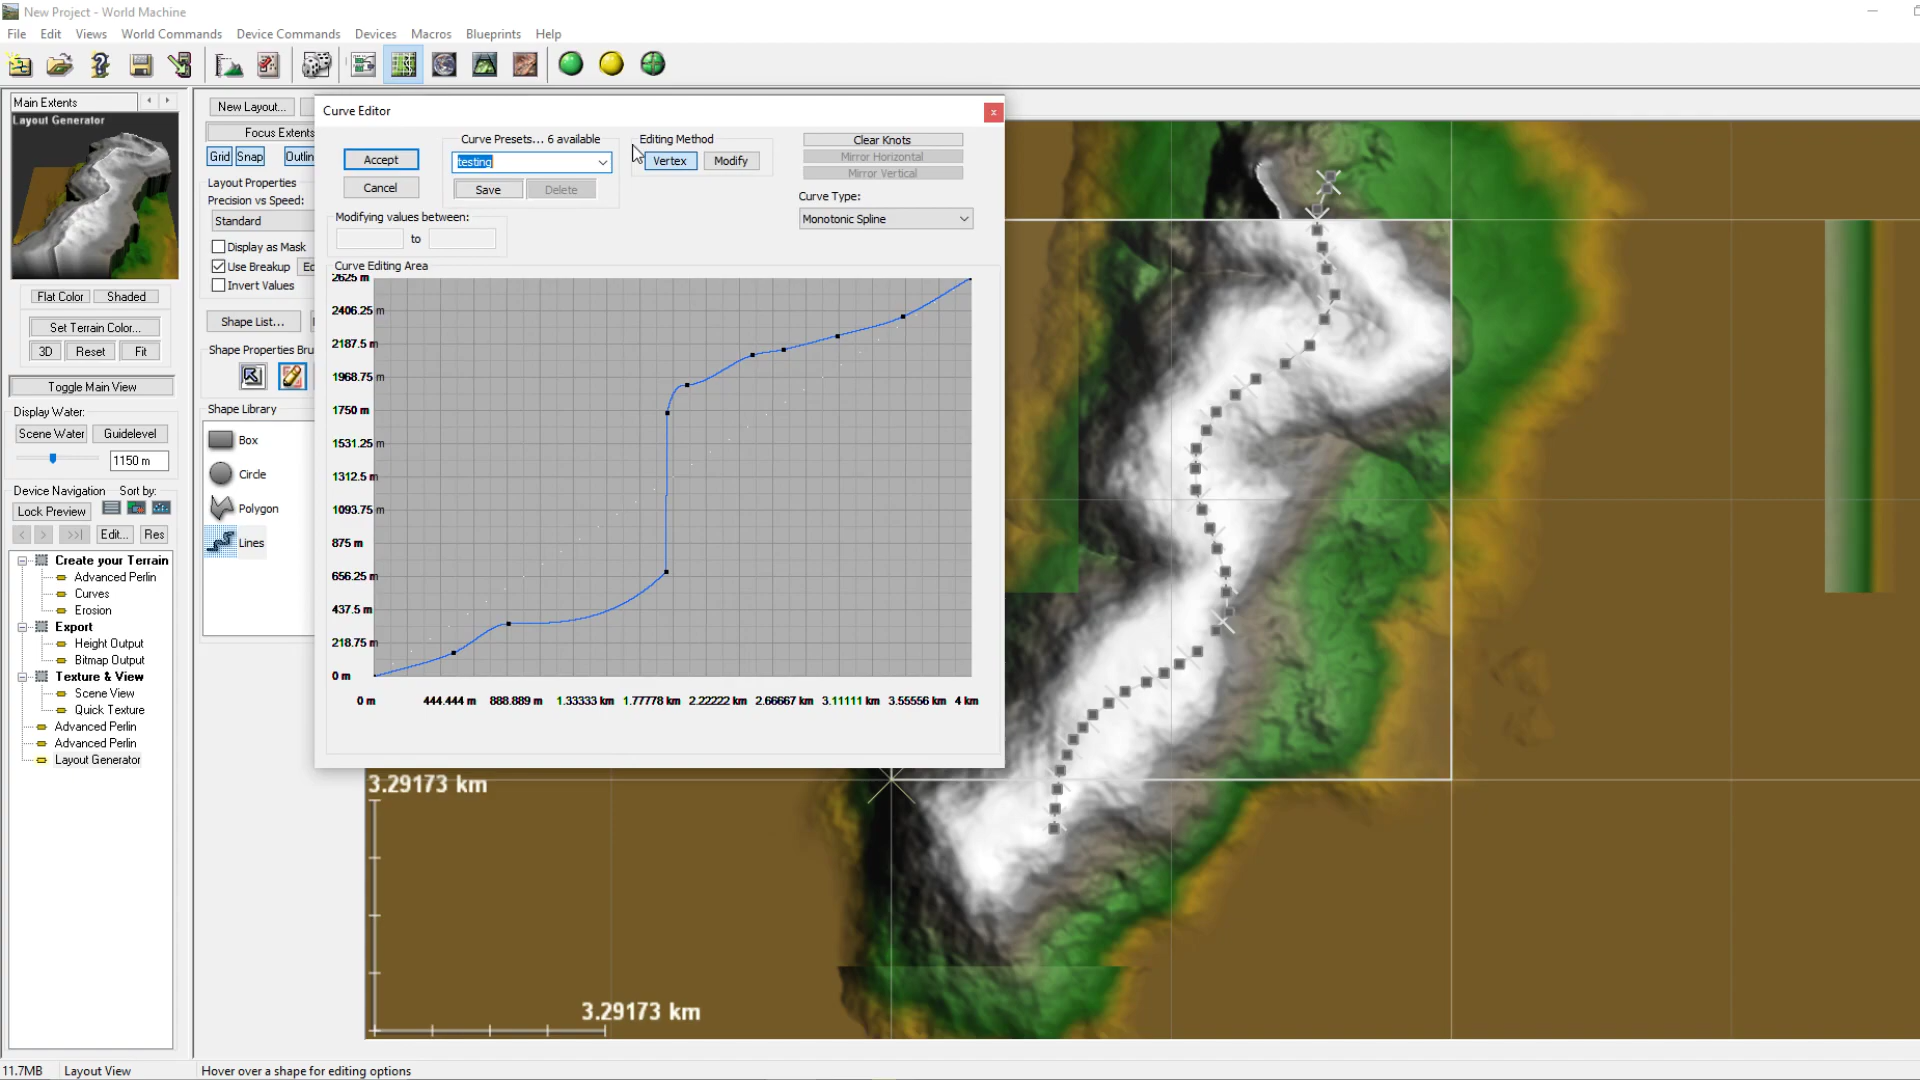 New Project - World Machine
File Edit Views World Commands Device Commands Devices Macros Blueprints Help
Main Extents
Layout Generator
Flat Color Shaded
Set Terrain Color...
3D Reset Fit
Toggle Main View
Display Water:
Scene Water Guidelevel
1150 m
Device Navigation Sort by:
Lock Preview
< > >>| Edit... Res
Create your Terrain
Advanced Perlin
Curves
Erosion
Export
Height Output
Bitmap Output
Texture & View
Scene View
Quick Texture
Advanced Perlin
Advanced Perlin
Layout Generator
New Layout...
Focus Extents
Grid Snap Outlin
Layout Properties
Precision vs Speed:
Standard
Display as Mask
Use Breakup Ed
Invert Values
Shape List...
Shape Properties Bru
Shape Library
Box
Circle
Polygon
Lines
Curve Editor
Accept
Cancel
Curve Presets... 6 available
testing
Save Delete
Editing Method
Vertex Modify
Clear Knots
Mirror Horizontal
Mirror Vertical
Curve Type:
Monotonic Spline
Modifying values between:
to
Curve Editing Area
2625 m
2406.25 m
2187.5 m
1968.75 m
1750 m
1531.25 m
1312.5 m
1093.75 m
875 m
656.25 m
437.5 m
218.75 m
0 m
0 m 444.444 m 888.889 m 1.33333 km 1.77778 km 2.22222 km 2.66667 km 3.11111 km 3.55556 km 4 km
3.29173 km
3.29173 km
11.7MB Layout View Hover over a shape for editing options